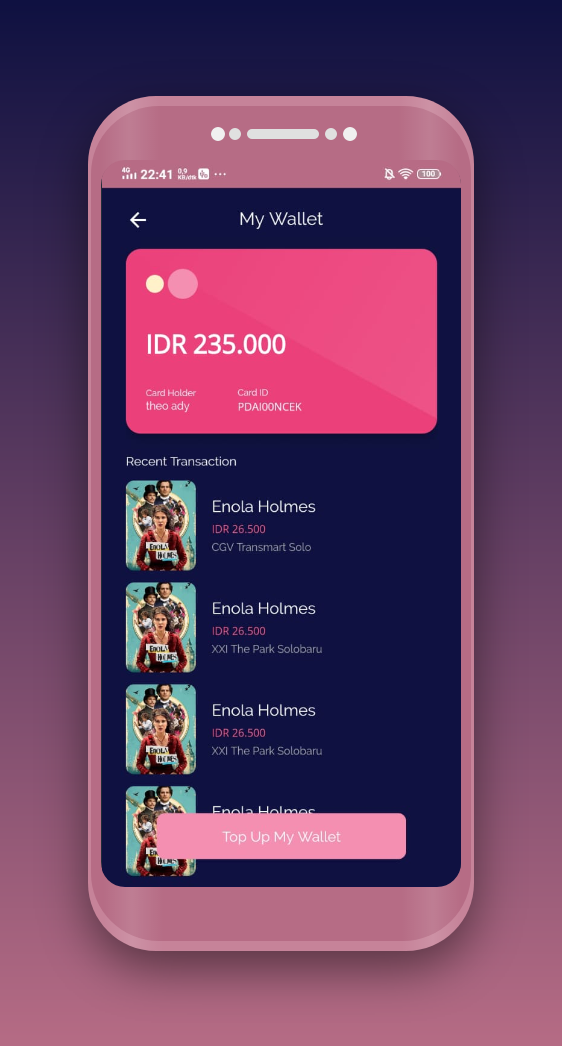 4G 22:41 0,9 KB/dtk ...
100
My Wallet
IDR 235.000
Card Holder Card ID
theo ady PDAI00NCEK
Recent Transaction
ENOLA HOLMES
Enola Holmes
IDR 26.500
CGV Transmart Solo
ENOLA HOLMES
Enola Holmes
IDR 26.500
XXI The Park Solobaru
ENOLA HOLMES
Enola Holmes
IDR 26.500
XXI The Park Solobaru
Enola Holmes
Top Up My Wallet